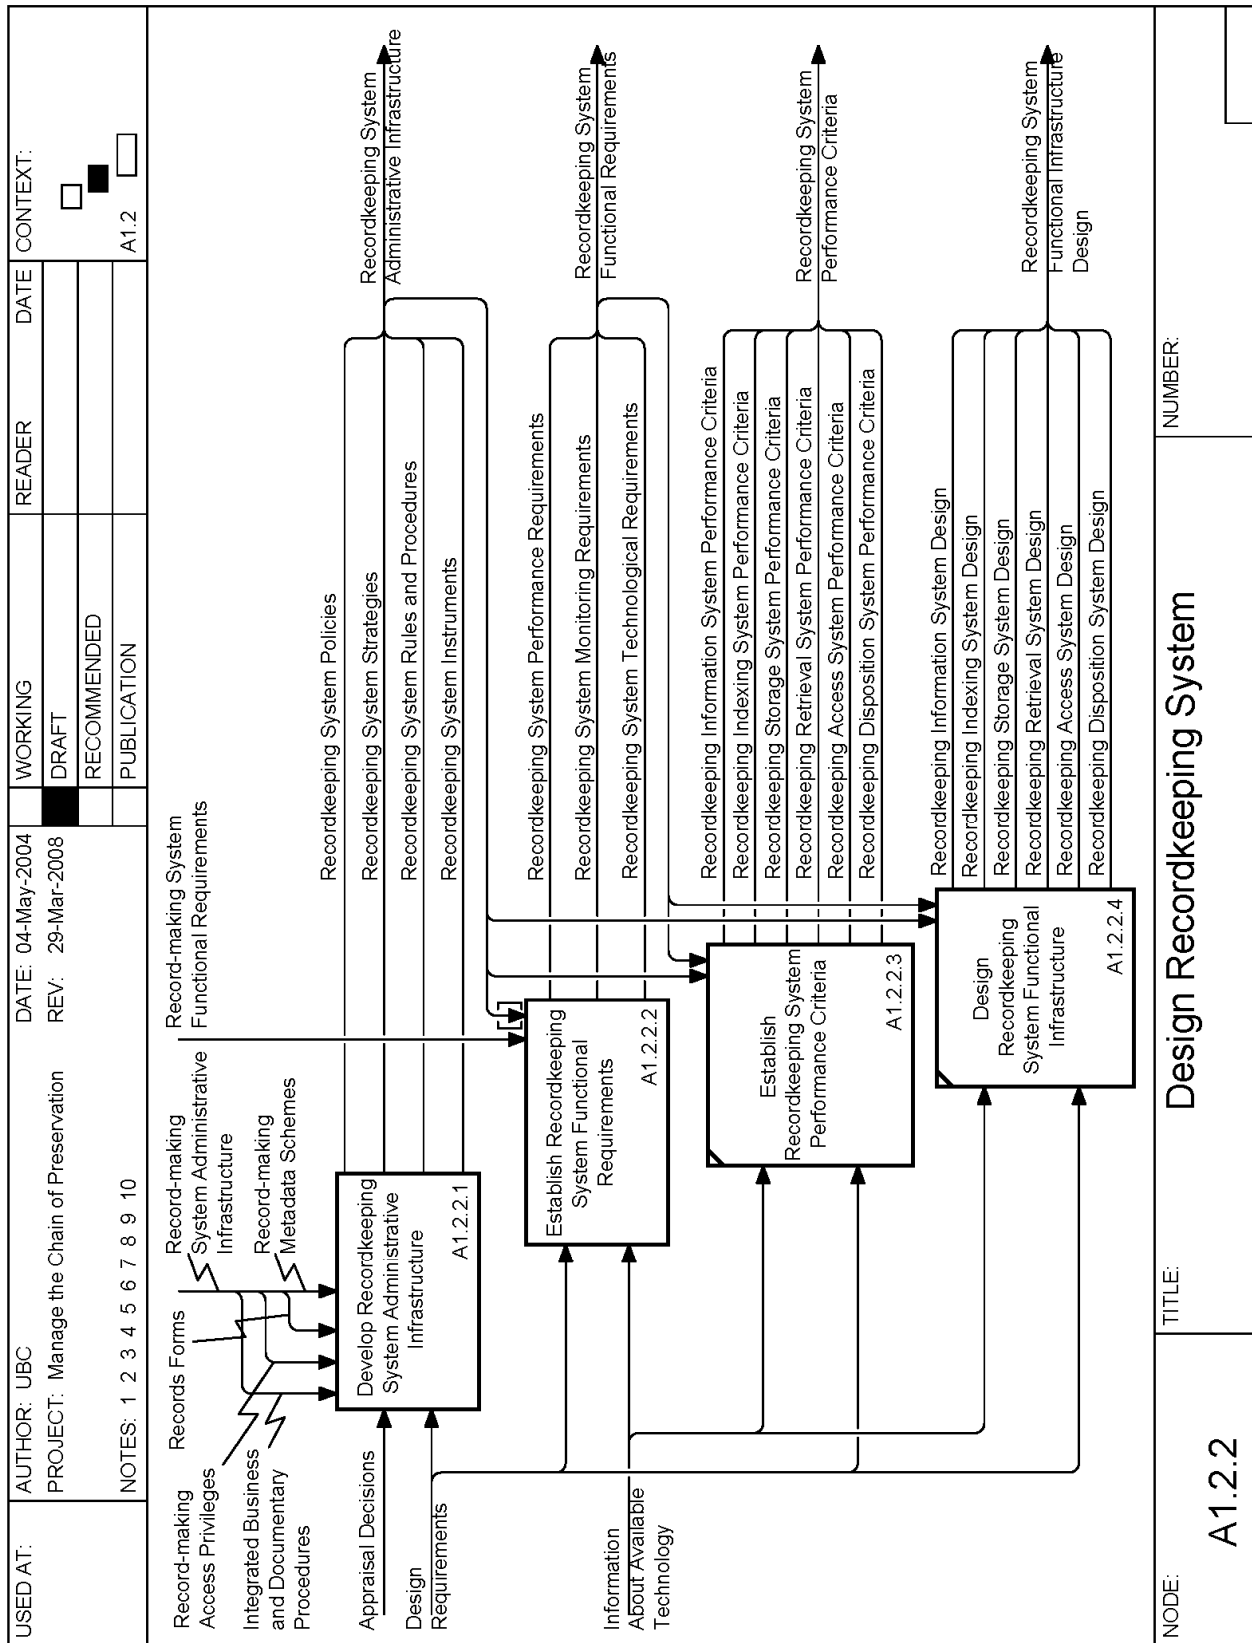 USED AT:
AUTHOR: UBC
PROJECT: Manage the Chain of Preservation
NOTES: 1 2 3 4 5 6 7 8 9 10
DATE: 04-May-2004
REV: 29-Mar-2008
WORKING
DRAFT
RECOMMENDED
PUBLICATION
READER
DATE
CONTEXT:
A1.2
Record-making
Access Privileges
Integrated Business
and Documentary
Procedures
Records Forms
Record-making
System Administrative
Infrastructure
Record-making
Metadata Schemes
Record-making System
Functional Requirements
Appraisal Decisions
Design
Requirements
Information
About Available
Technology
Develop Recordkeeping
System Administrative
Infrastructure
A1.2.2.1
Recordkeeping System Policies
Recordkeeping System Strategies
Recordkeeping System Rules and Procedures
Recordkeeping System Instruments
Recordkeeping System
Administrative Infrastructure
Establish Recordkeeping
System Functional
Requirements
A1.2.2.2
Recordkeeping System Performance Requirements
Recordkeeping System Monitoring Requirements
Recordkeeping System Technological Requirements
Recordkeeping System
Functional Requirements
Establish
Recordkeeping System
Performance Criteria
A1.2.2.3
Recordkeeping Information System Performance Criteria
Recordkeeping Indexing System Performance Criteria
Recordkeeping Storage System Performance Criteria
Recordkeeping Retrieval System Performance Criteria
Recordkeeping Access System Performance Criteria
Recordkeeping Disposition System Performance Criteria
Recordkeeping System
Performance Criteria
Design
Recordkeeping
System Functional
Infrastructure
A1.2.2.4
Recordkeeping Information System Design
Recordkeeping Indexing System Design
Recordkeeping Storage System Design
Recordkeeping Retrieval System Design
Recordkeeping Access System Design
Recordkeeping Disposition System Design
Recordkeeping System
Functional Infrastructure
Design
NODE:
A1.2.2
TITLE:
Design Recordkeeping System
NUMBER: